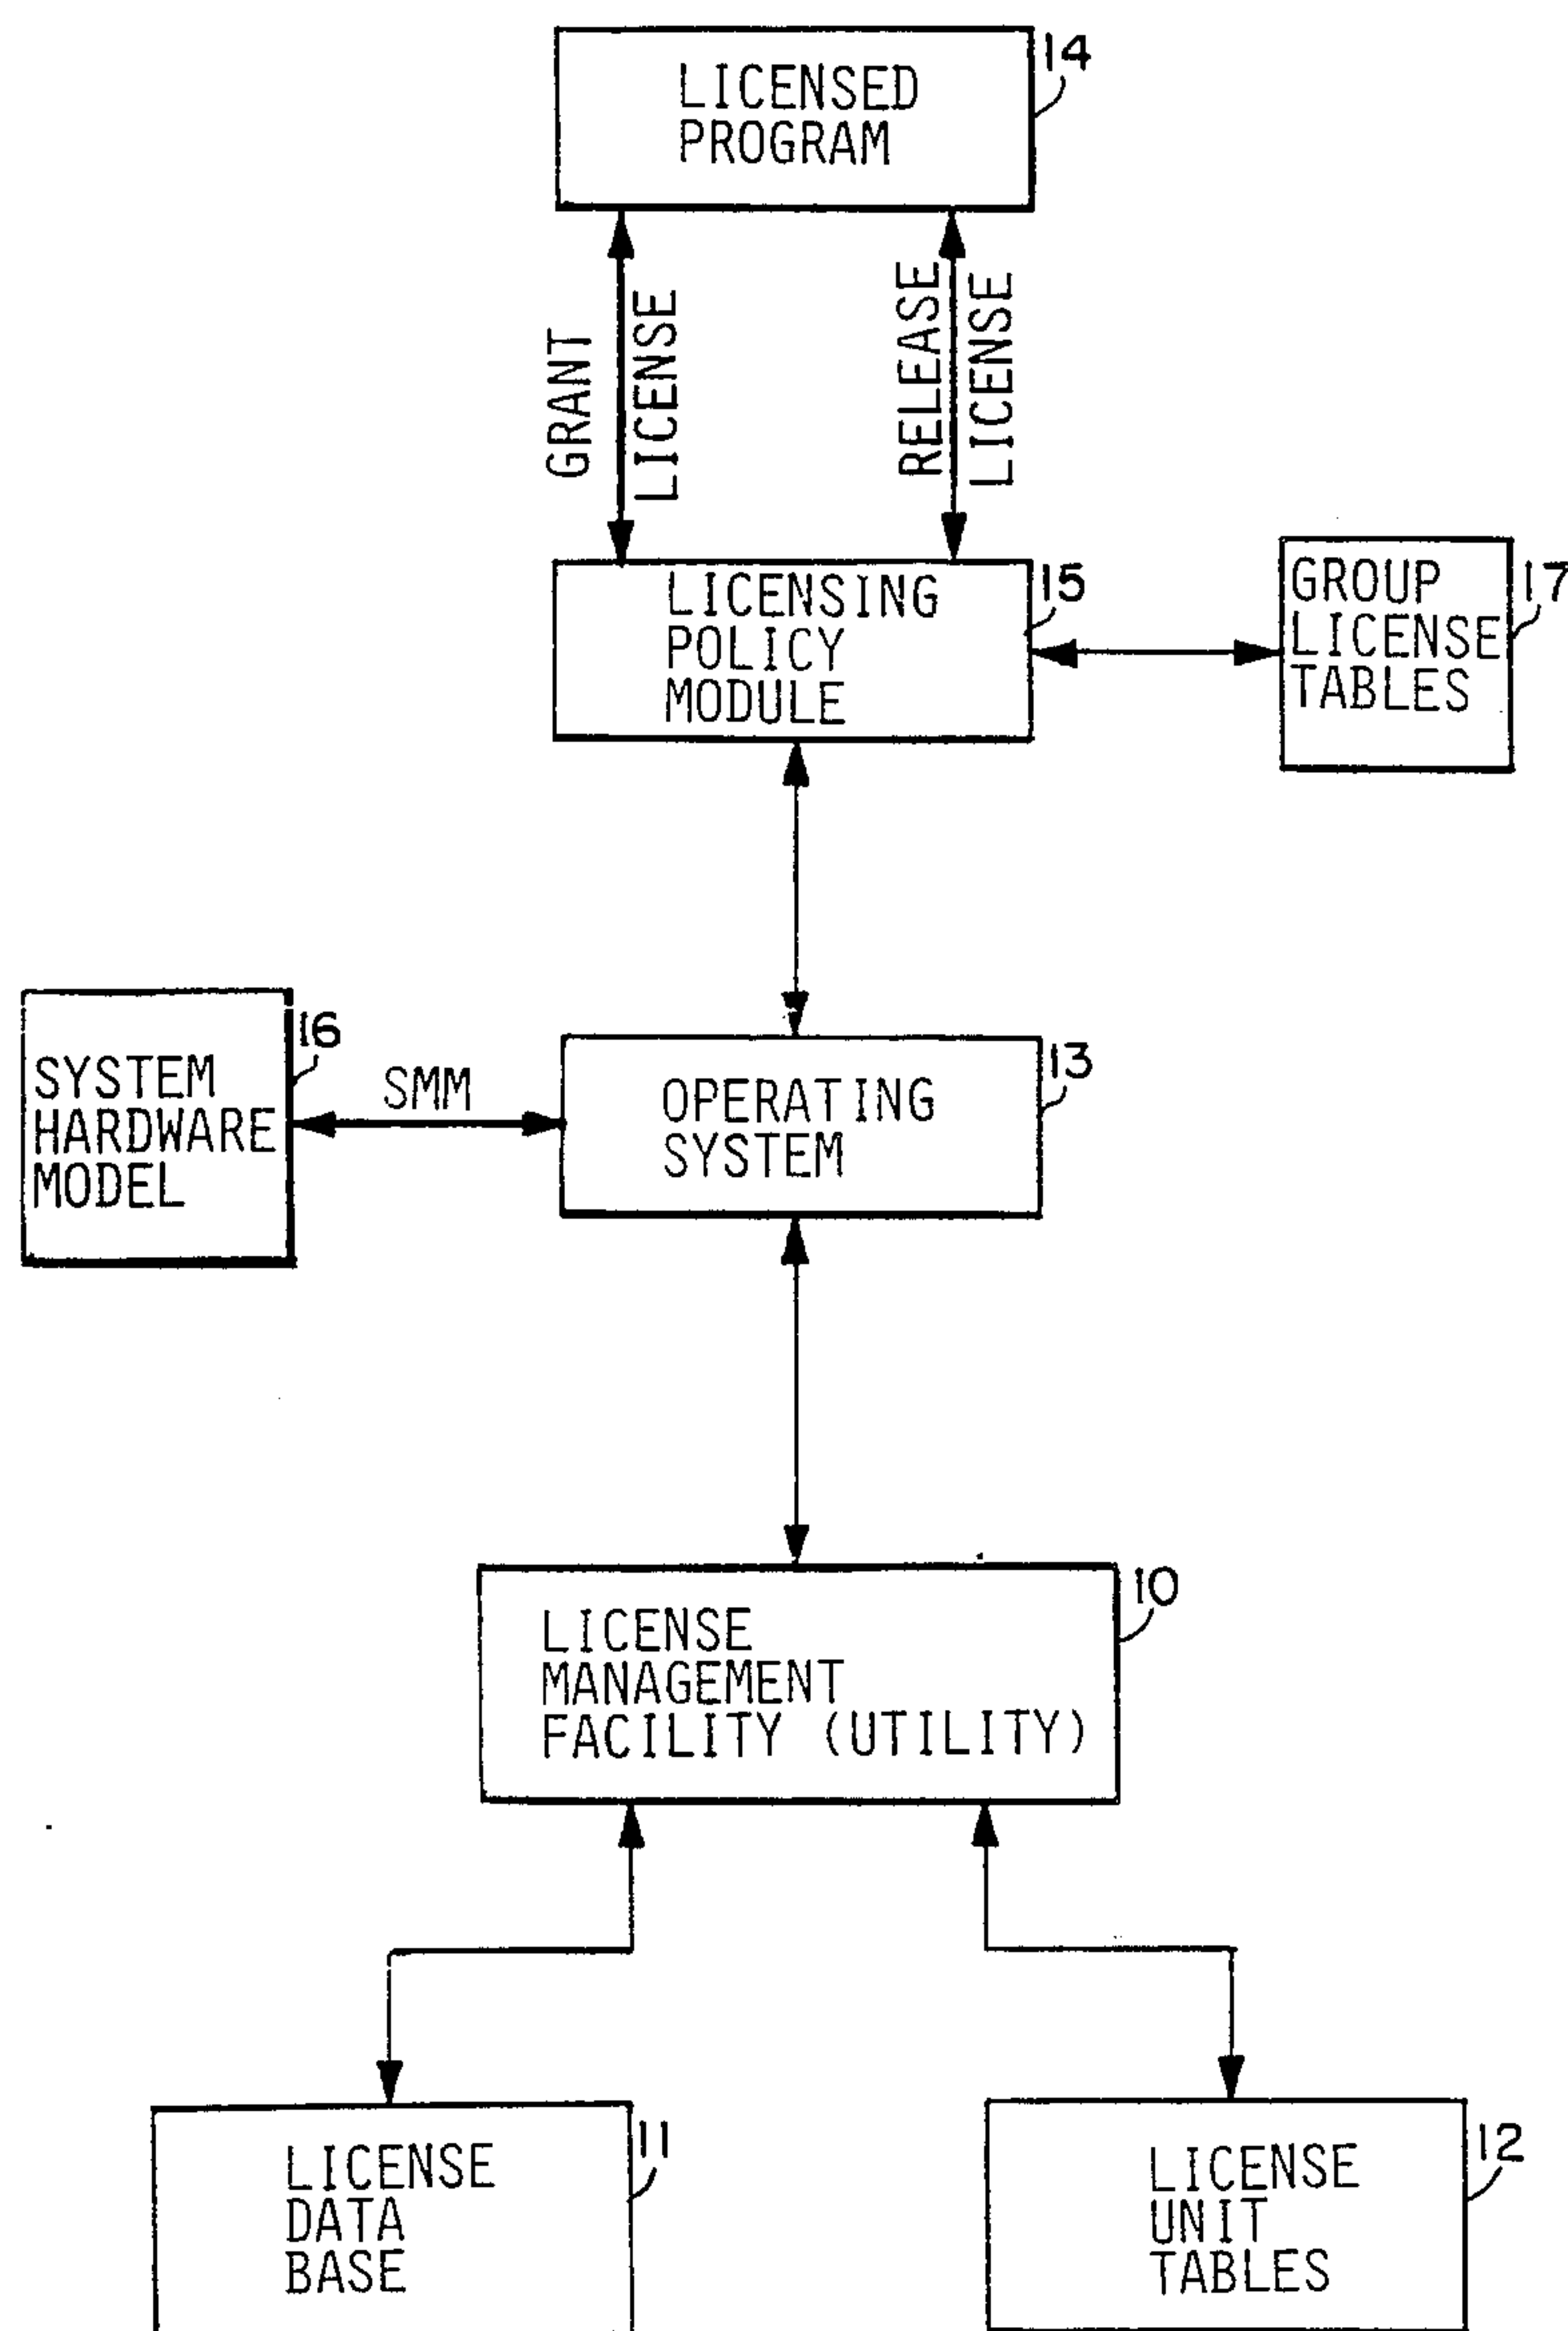 14
LICENSED
PROGRAM
GRANT
LICENSE
RELEASE
LICENSE
LICENSING
POLICY
MODULE
15
GROUP
LICENSE
TABLES
17
SYSTEM
HARDWARE
MODEL
16
SMM
OPERATING
SYSTEM
13
LICENSE
MANAGEMENT
FACILITY (UTILITY)
10
LICENSE
DATA
BASE
11
LICENSE
UNIT
TABLES
12